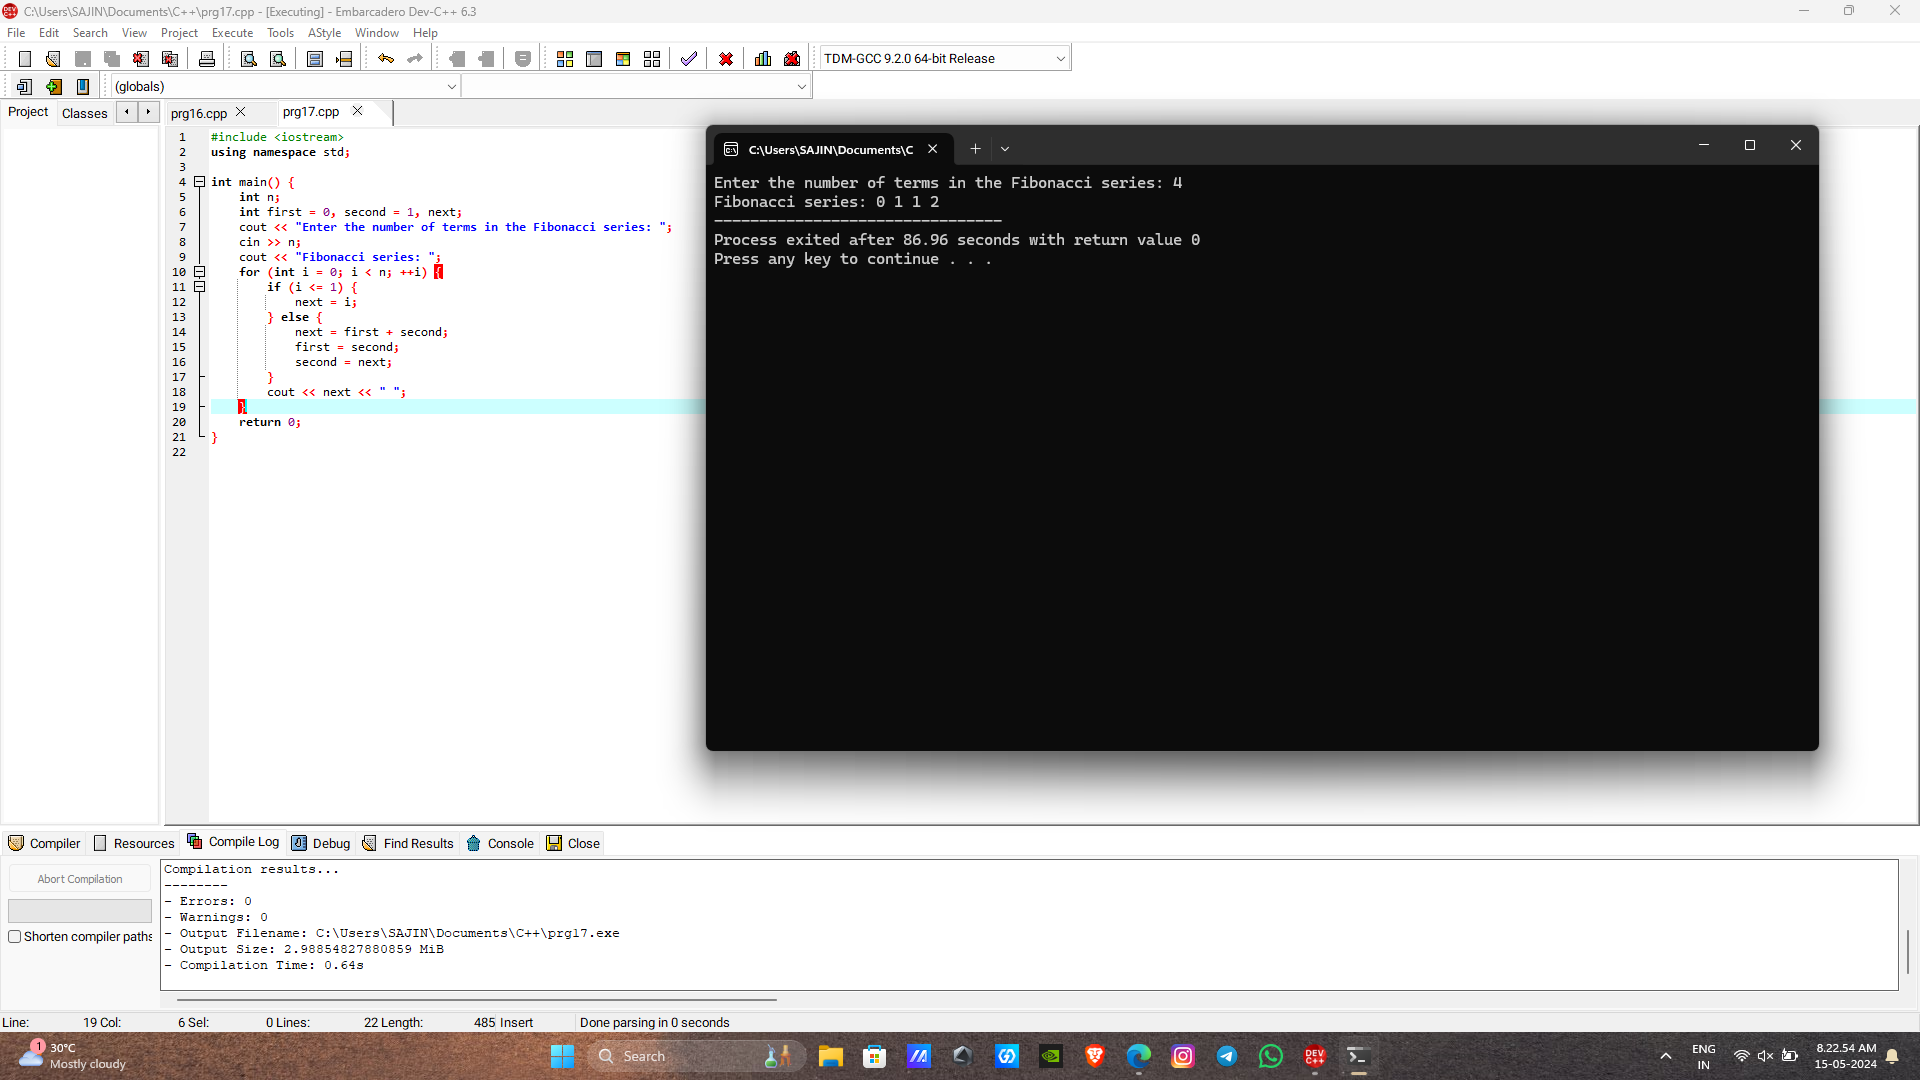 C:\Users\SAJIN\Documents\C++\prg17.cpp - [Executing] - Embarcadero Dev-C++ 6.3
File Edit Search View Project Execute Tools AStyle Window Help
TDM-GCC 9.2.0 64-bit Release
(globals)
Project Classes prg16.cpp prg17.cpp
1 #include <iostream>
2 using namespace std;
3
4 int main() {
5 int n;
6 int first = 0, second = 1, next;
7 cout << "Enter the number of terms in the Fibonacci series: ";
8 cin >> n;
9 cout << "Fibonacci series: ";
10 for (int i = 0; i < n; ++i) {
11 if (i <= 1) {
12 next = i;
13 } else {
14 next = first + second;
15 first = second;
16 second = next;
17 }
18 cout << next << " ";
19 }
20 return 0;
21 }
22
C:\Users\SAJIN\Documents\C
Enter the number of terms in the Fibonacci series: 4
Fibonacci series: 0 1 1 2
--------------------------------
Process exited after 86.96 seconds with return value 0
Press any key to continue . . .
Compiler Resources Compile Log Debug Find Results Console Close
Abort Compilation
Shorten compiler paths
Compilation results...
--------
- Errors: 0
- Warnings: 0
- Output Filename: C:\Users\SAJIN\Documents\C++\prg17.exe
- Output Size: 2.98854827880859 MiB
- Compilation Time: 0.64s
Line: 19 Col: 6 Sel: 0 Lines: 22 Length: 485 Insert Done parsing in 0 seconds
1
30°C
Mostly cloudy
Search
DEV C++
ENG
IN
8.22.54 AM
15-05-2024